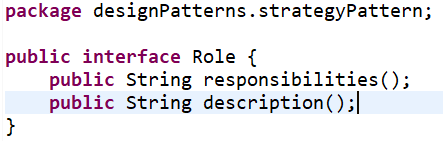 package designPatterns.strategyPattern;
public interface Role {
    public String responsibilities();
    public String description();
}